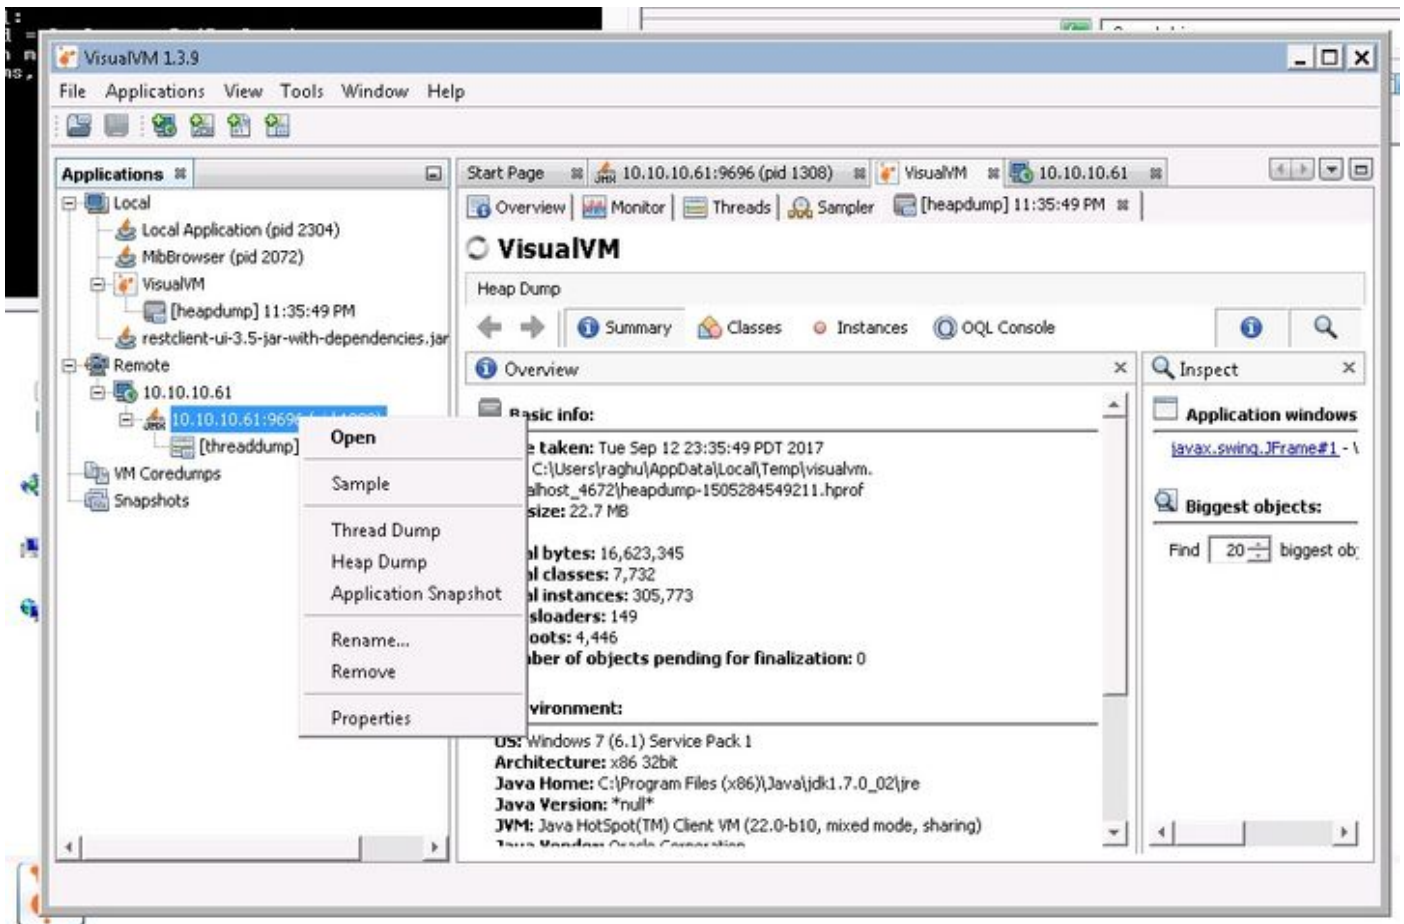 VisualVM 1.3.9
File Applications View Tools Window Help
Applications
Start Page 10.10.10.61:9696 (pid 1308) VisualVM 10.10.10.61
Local
Local Application (pid 2304)
MibBrowser (pid 2072)
VisualVM
[heapdump] 11:35:49 PM
restclient-ui-3.5-jar-with-dependencies.jar
Remote
10.10.10.61
10.10.10.61:9696
[threaddump]
VM Coredumps
Snapshots
Open
Sample
Thread Dump
Heap Dump
Application Snapshot
Rename...
Remove
Properties
Overview Monitor Threads Sampler [heapdump] 11:35:49 PM
VisualVM
Heap Dump
Summary Classes Instances OQL Console
Overview
Basic info:
taken: Tue Sep 12 23:35:49 PDT 2017
C:\Users\raghu\AppData\Local\Temp\visualvm.
alhost_4672\heapdump-1505284549211.hprof
size: 22.7 MB
al bytes: 16,623,345
al classes: 7,732
al instances: 305,773
sloaders: 149
oots: 4,446
ber of objects pending for finalization: 0
vironment:
OS: Windows 7 (6.1) Service Pack 1
Architecture: x86 32bit
Java Home: C:\Program Files (x86)\Java\jdk1.7.0_02\jre
Java Version: *null*
JVM: Java HotSpot(TM) Client VM (22.0-b10, mixed mode, sharing)
Java Vendor: Oracle Corporation
Inspect
Application windows
javax.swing.JFrame#1 - V
Biggest objects:
Find 20 biggest ob